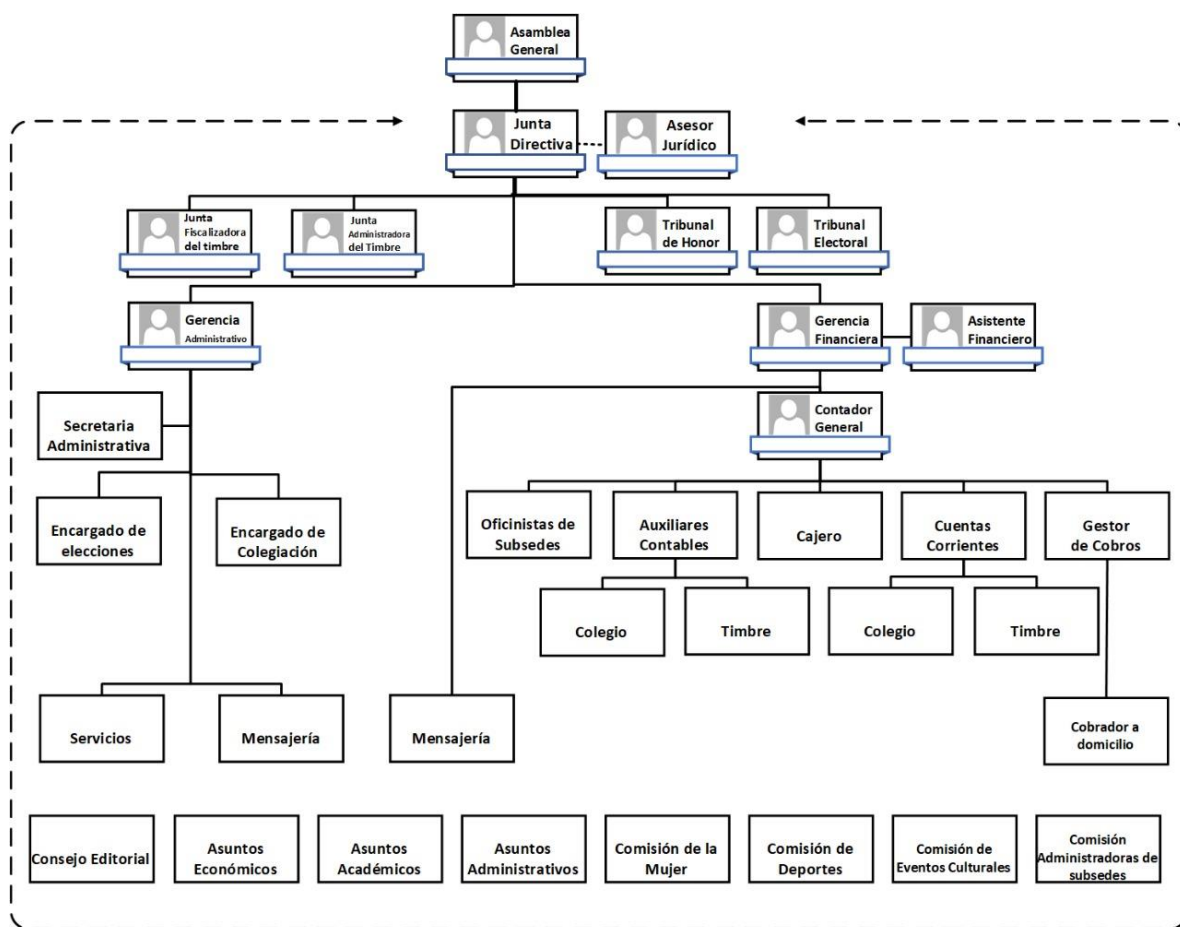 Asamblea
General
Junta
Directiva
Asesor
Jurídico
Junta
Fiscalizadora
del timbre
Junta
Administradora
del Timbre
Tribunal
de Honor
Tribunal
Electoral
Gerencia
Administrativo
Gerencia
Financiera
Asistente
Financiero
Secretaria
Administrativa
Contador
General
Encargado de
elecciones
Encargado de
Colegiación
Oficinistas de
Subsedes
Auxiliares
Contables
Cajero
Cuentas
Corrientes
Gestor
de Cobros
Colegio
Timbre
Colegio
Timbre
Servicios
Mensajería
Mensajería
Cobrador a
domicilio
Consejo Editorial
Asuntos
Económicos
Asuntos
Académicos
Asuntos
Administrativos
Comisión de la
Mujer
Comisión de
Deportes
Comisión de
Eventos Culturales
Comisión
Administradoras de
subsedes